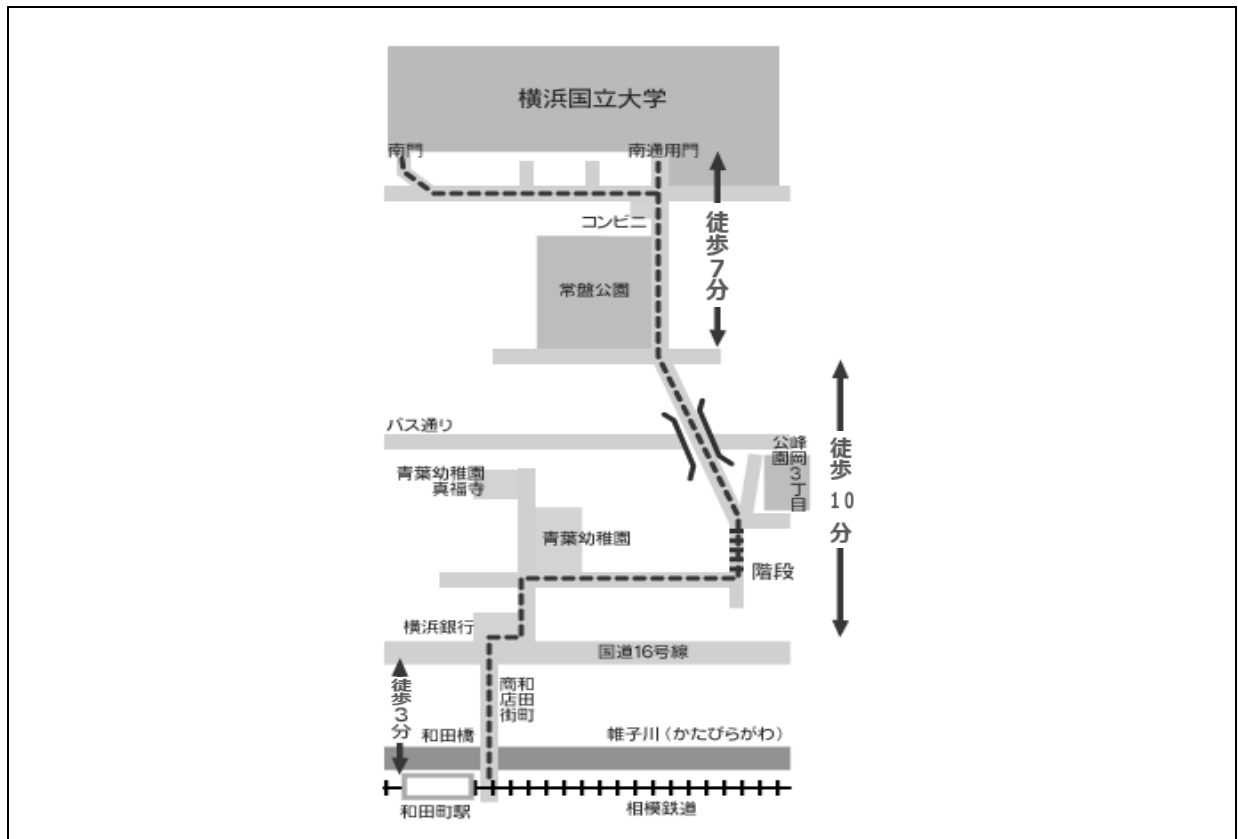 横浜国立大学
南門
南通用門
コンビニ
徒歩7分
常盤公園
バス通り
峰岡3丁目
公園
徒歩10分
青葉幼稚園
真福寺
青葉幼稚園
階段
横浜銀行
国道16号線
徒歩3分
和田町
商店街
和田橋
帷子川（かたびらがわ）
和田町駅
相模鉄道